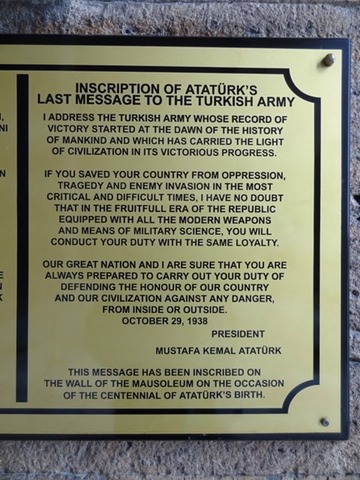 INSCRIPTION OF ATATÜRK'S
LAST MESSAGE TO THE TURKISH ARMY
I ADDRESS THE TURKISH ARMY WHOSE RECORD OF
VICTORY STARTED AT THE DAWN OF THE HISTORY
OF MANKIND AND WHICH HAS CARRIED THE LIGHT
OF CIVILIZATION IN ITS VICTORIOUS PROGRESS.
IF YOU SAVED YOUR COUNTRY FROM OPPRESSION,
TRAGEDY AND ENEMY INVASION IN THE MOST
CRITICAL AND DIFFICULT TIMES, I HAVE NO DOUBT
THAT IN THE FRUITFULL ERA OF THE REPUBLIC
EQUIPPED WITH ALL THE MODERN WEAPONS
AND MEANS OF MILITARY SCIENCE, YOU WILL
CONDUCT YOUR DUTY WITH THE SAME LOYALTY.
OUR GREAT NATION AND I ARE SURE THAT YOU ARE
ALWAYS PREPARED TO CARRY OUT YOUR DUTY OF
DEFENDING THE HONOUR OF OUR COUNTRY
AND OUR CIVILIZATION AGAINST ANY DANGER,
FROM INSIDE OR OUTSIDE.
OCTOBER 29, 1938
PRESIDENT
MUSTAFA KEMAL ATATÜRK
THIS MESSAGE HAS BEEN INSCRIBED ON
THE WALL OF THE MAUSOLEUM ON THE OCCASION
OF THE CENTENNIAL OF ATATÜRK'S BIRTH.